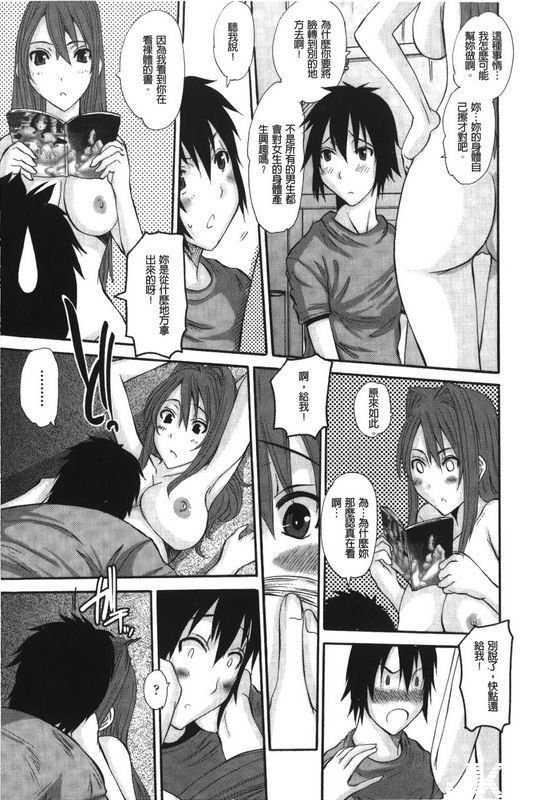 這種事情…
我怎麼可能
幫妳做啊。
妳…妳的身體自
己擦才對吧。
為什麼你要將
臉轉到別的地
方去啊！
不是所有的男生都
會對女生的身體產
生興趣嗎？
聽我說！
因為我看到你在
看裸體的書。
妳是從什麼地方拿
出來的呀！
原來如此。
為…為什麼妳
那麼認真在看
啊…
啊，給我！
……
別說了，快點還
給我！
？